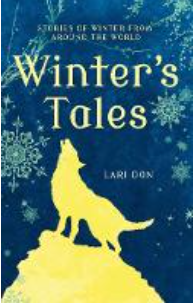 STORIES OF WINTER FROM
AROUND THE WORLD
Winter's
Tales
LARI DON